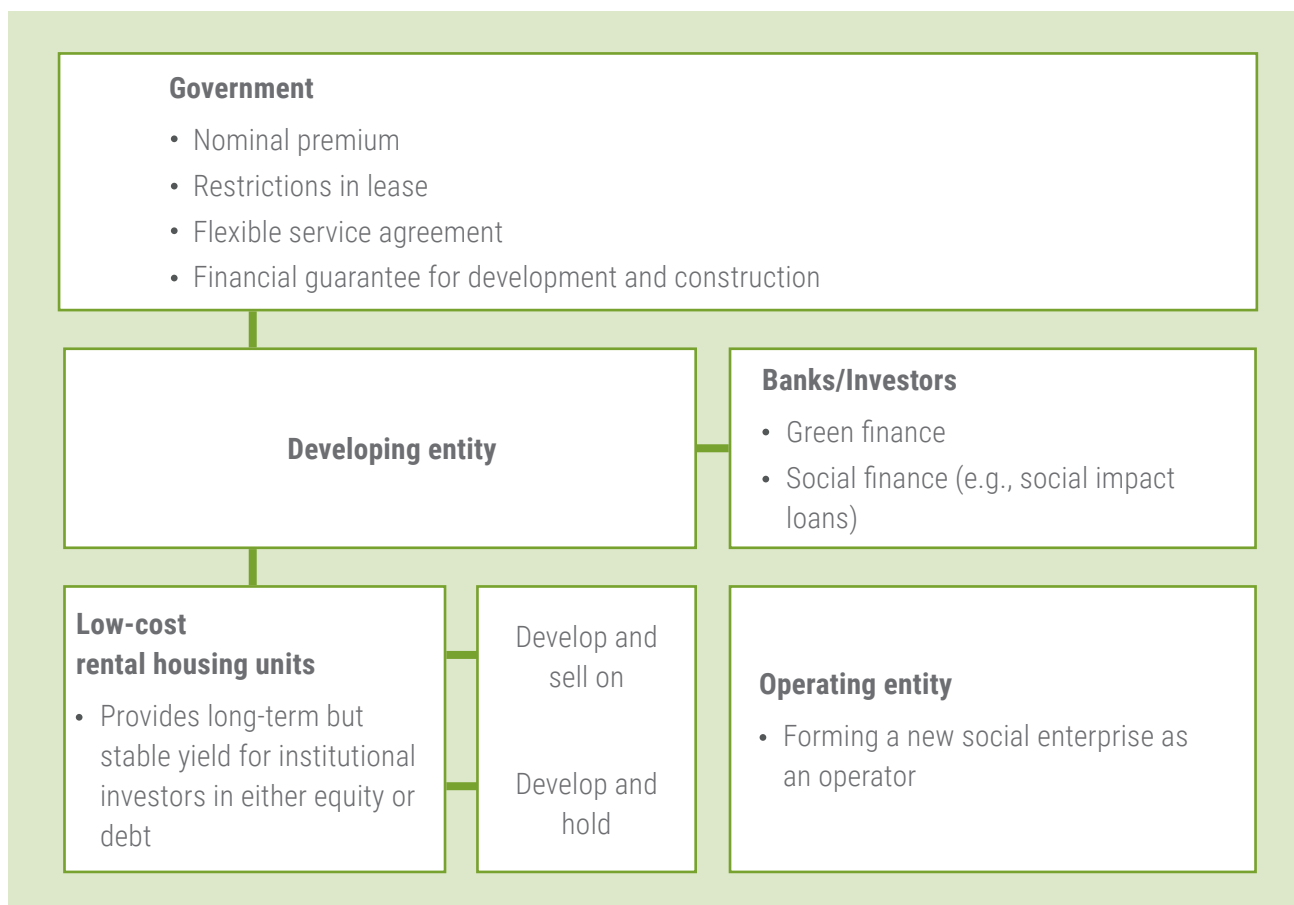 Government
• Nominal premium
• Restrictions in lease
• Flexible service agreement
• Financial guarantee for development and construction
Developing entity
Banks/Investors
• Green finance
• Social finance (e.g., social impact
loans)
Low-cost
rental housing units
• Provides long-term but
stable yield for institutional
investors in either equity or
debt
Develop and
sell on
Develop and
hold
Operating entity
• Forming a new social enterprise as
an operator